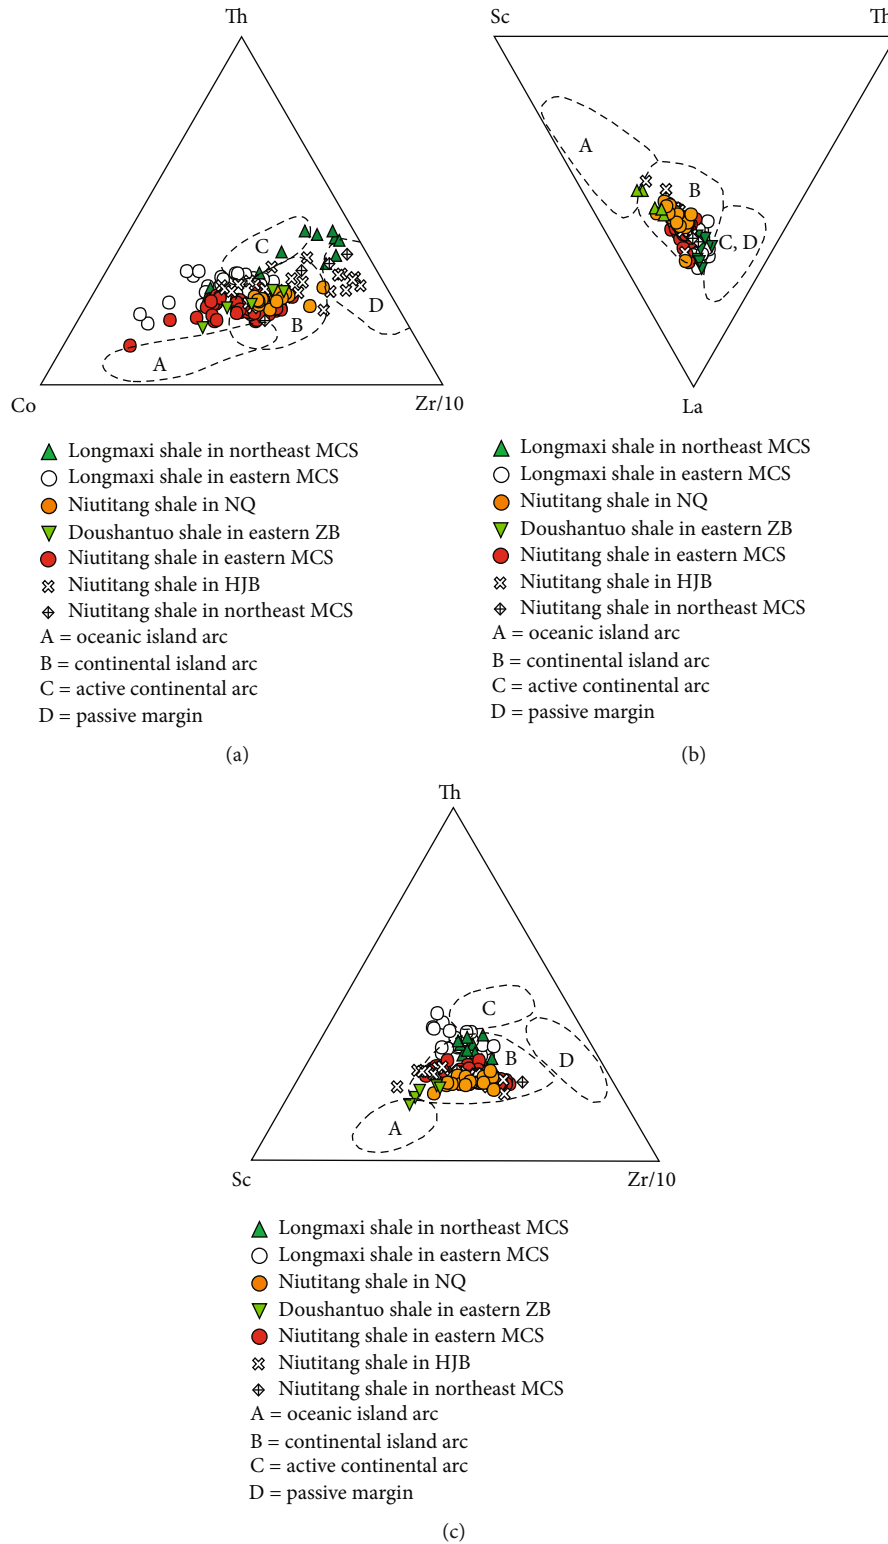 Th
C
B
D
A
Co
Zr/10
Longmaxi shale in northeast MCS
Longmaxi shale in eastern MCS
Niutitang shale in NQ
Doushantuo shale in eastern ZB
Niutitang shale in eastern MCS
Niutitang shale in HJB
Niutitang shale in northeast MCS
A = oceanic island arc
B = continental island arc
C = active continental arc
D = passive margin
(a)
Sc
Th
A
B
C, D
La
Longmaxi shale in northeast MCS
Longmaxi shale in eastern MCS
Niutitang shale in NQ
Doushantuo shale in eastern ZB
Niutitang shale in eastern MCS
Niutitang shale in HJB
Niutitang shale in northeast MCS
A = oceanic island arc
B = continental island arc
C = active continental arc
D = passive margin
(b)
Th
C
B
D
A
Sc
Zr/10
Longmaxi shale in northeast MCS
Longmaxi shale in eastern MCS
Niutitang shale in NQ
Doushantuo shale in eastern ZB
Niutitang shale in eastern MCS
Niutitang shale in HJB
Niutitang shale in northeast MCS
A = oceanic island arc
B = continental island arc
C = active continental arc
D = passive margin
(c)